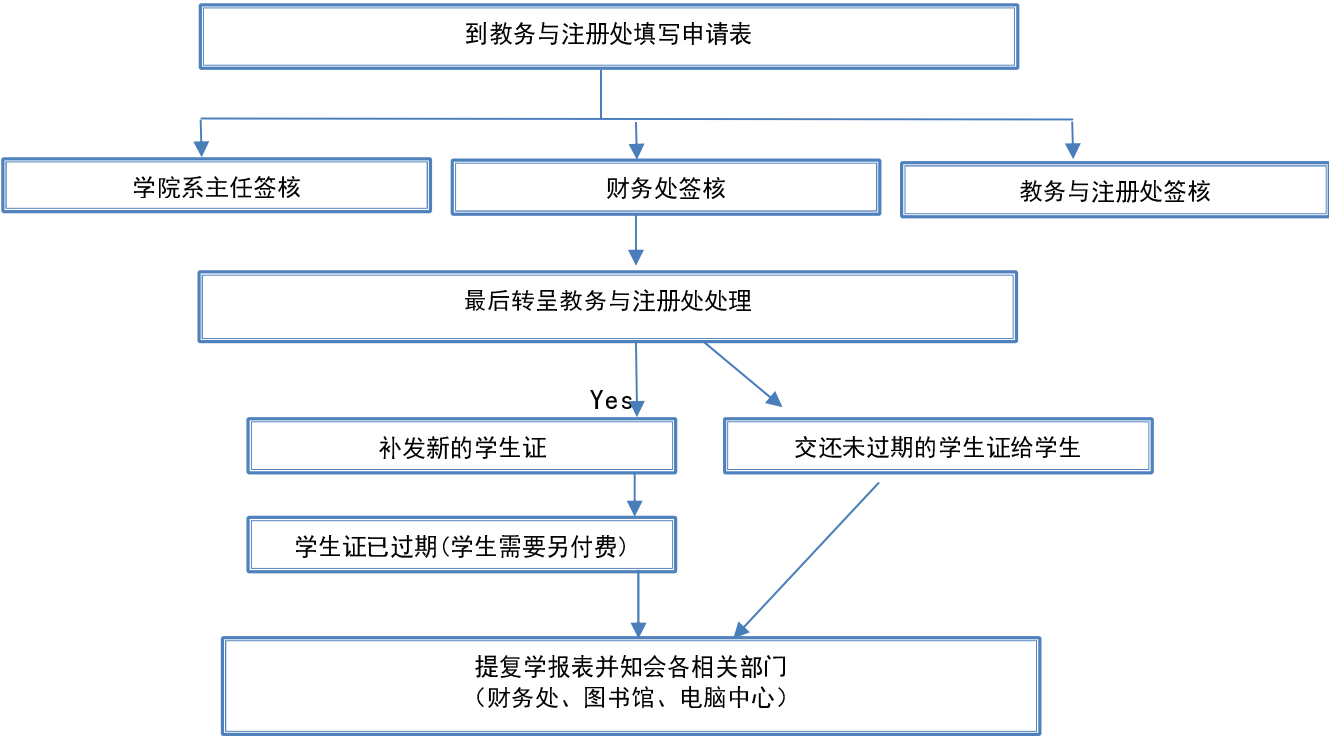 到教务与注册处填写申请表
学院系主任签核
财务处签核
教务与注册处签核
最后转呈教务与注册处处理
Yes
补发新的学生证
交还未过期的学生证给学生
学生证已过期(学生需要另付费)
提复学报表并知会各相关部门
(财务处、图书馆、电脑中心)